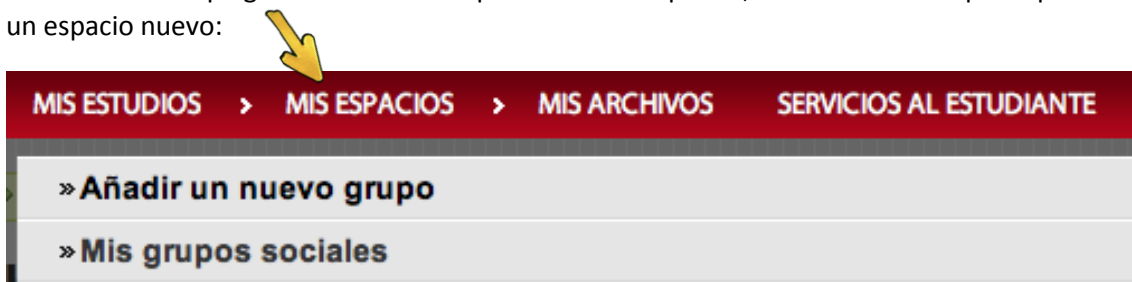 un espacio nuevo:
MIS ESTUDIOS > MIS ESPACIOS > MIS ARCHIVOS SERVICIOS AL ESTUDIANTE
» Añadir un nuevo grupo
» Mis grupos sociales